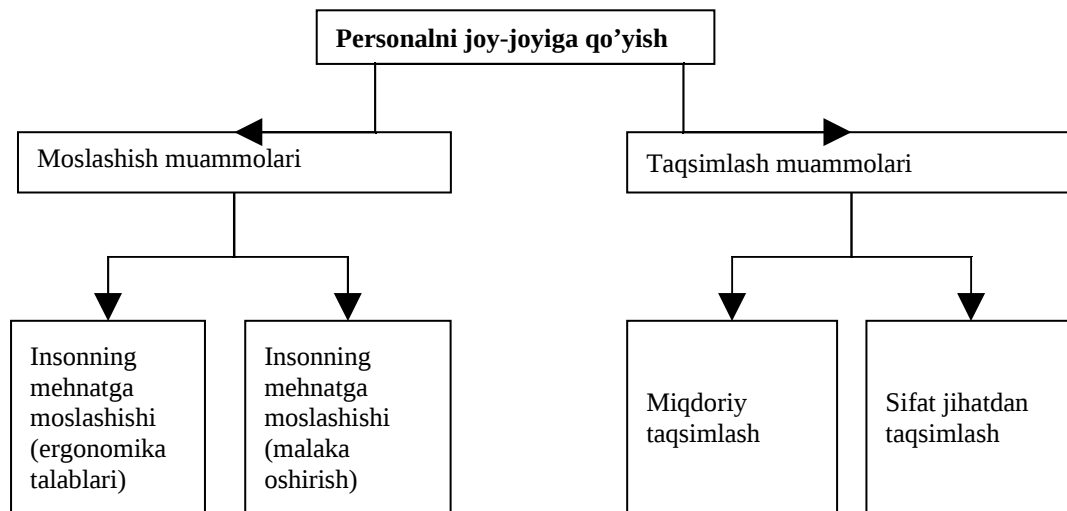 Personalni joy-joyiga qo’yish
Moslashish muammolari
Taqsimlash muammolari
Insonning
mehnatga
moslashishi
(ergonomika
talablari)
Insonning
mehnatga
moslashishi
(malaka
oshirish)
Miqdoriy
taqsimlash
Sifat jihatdan
taqsimlash